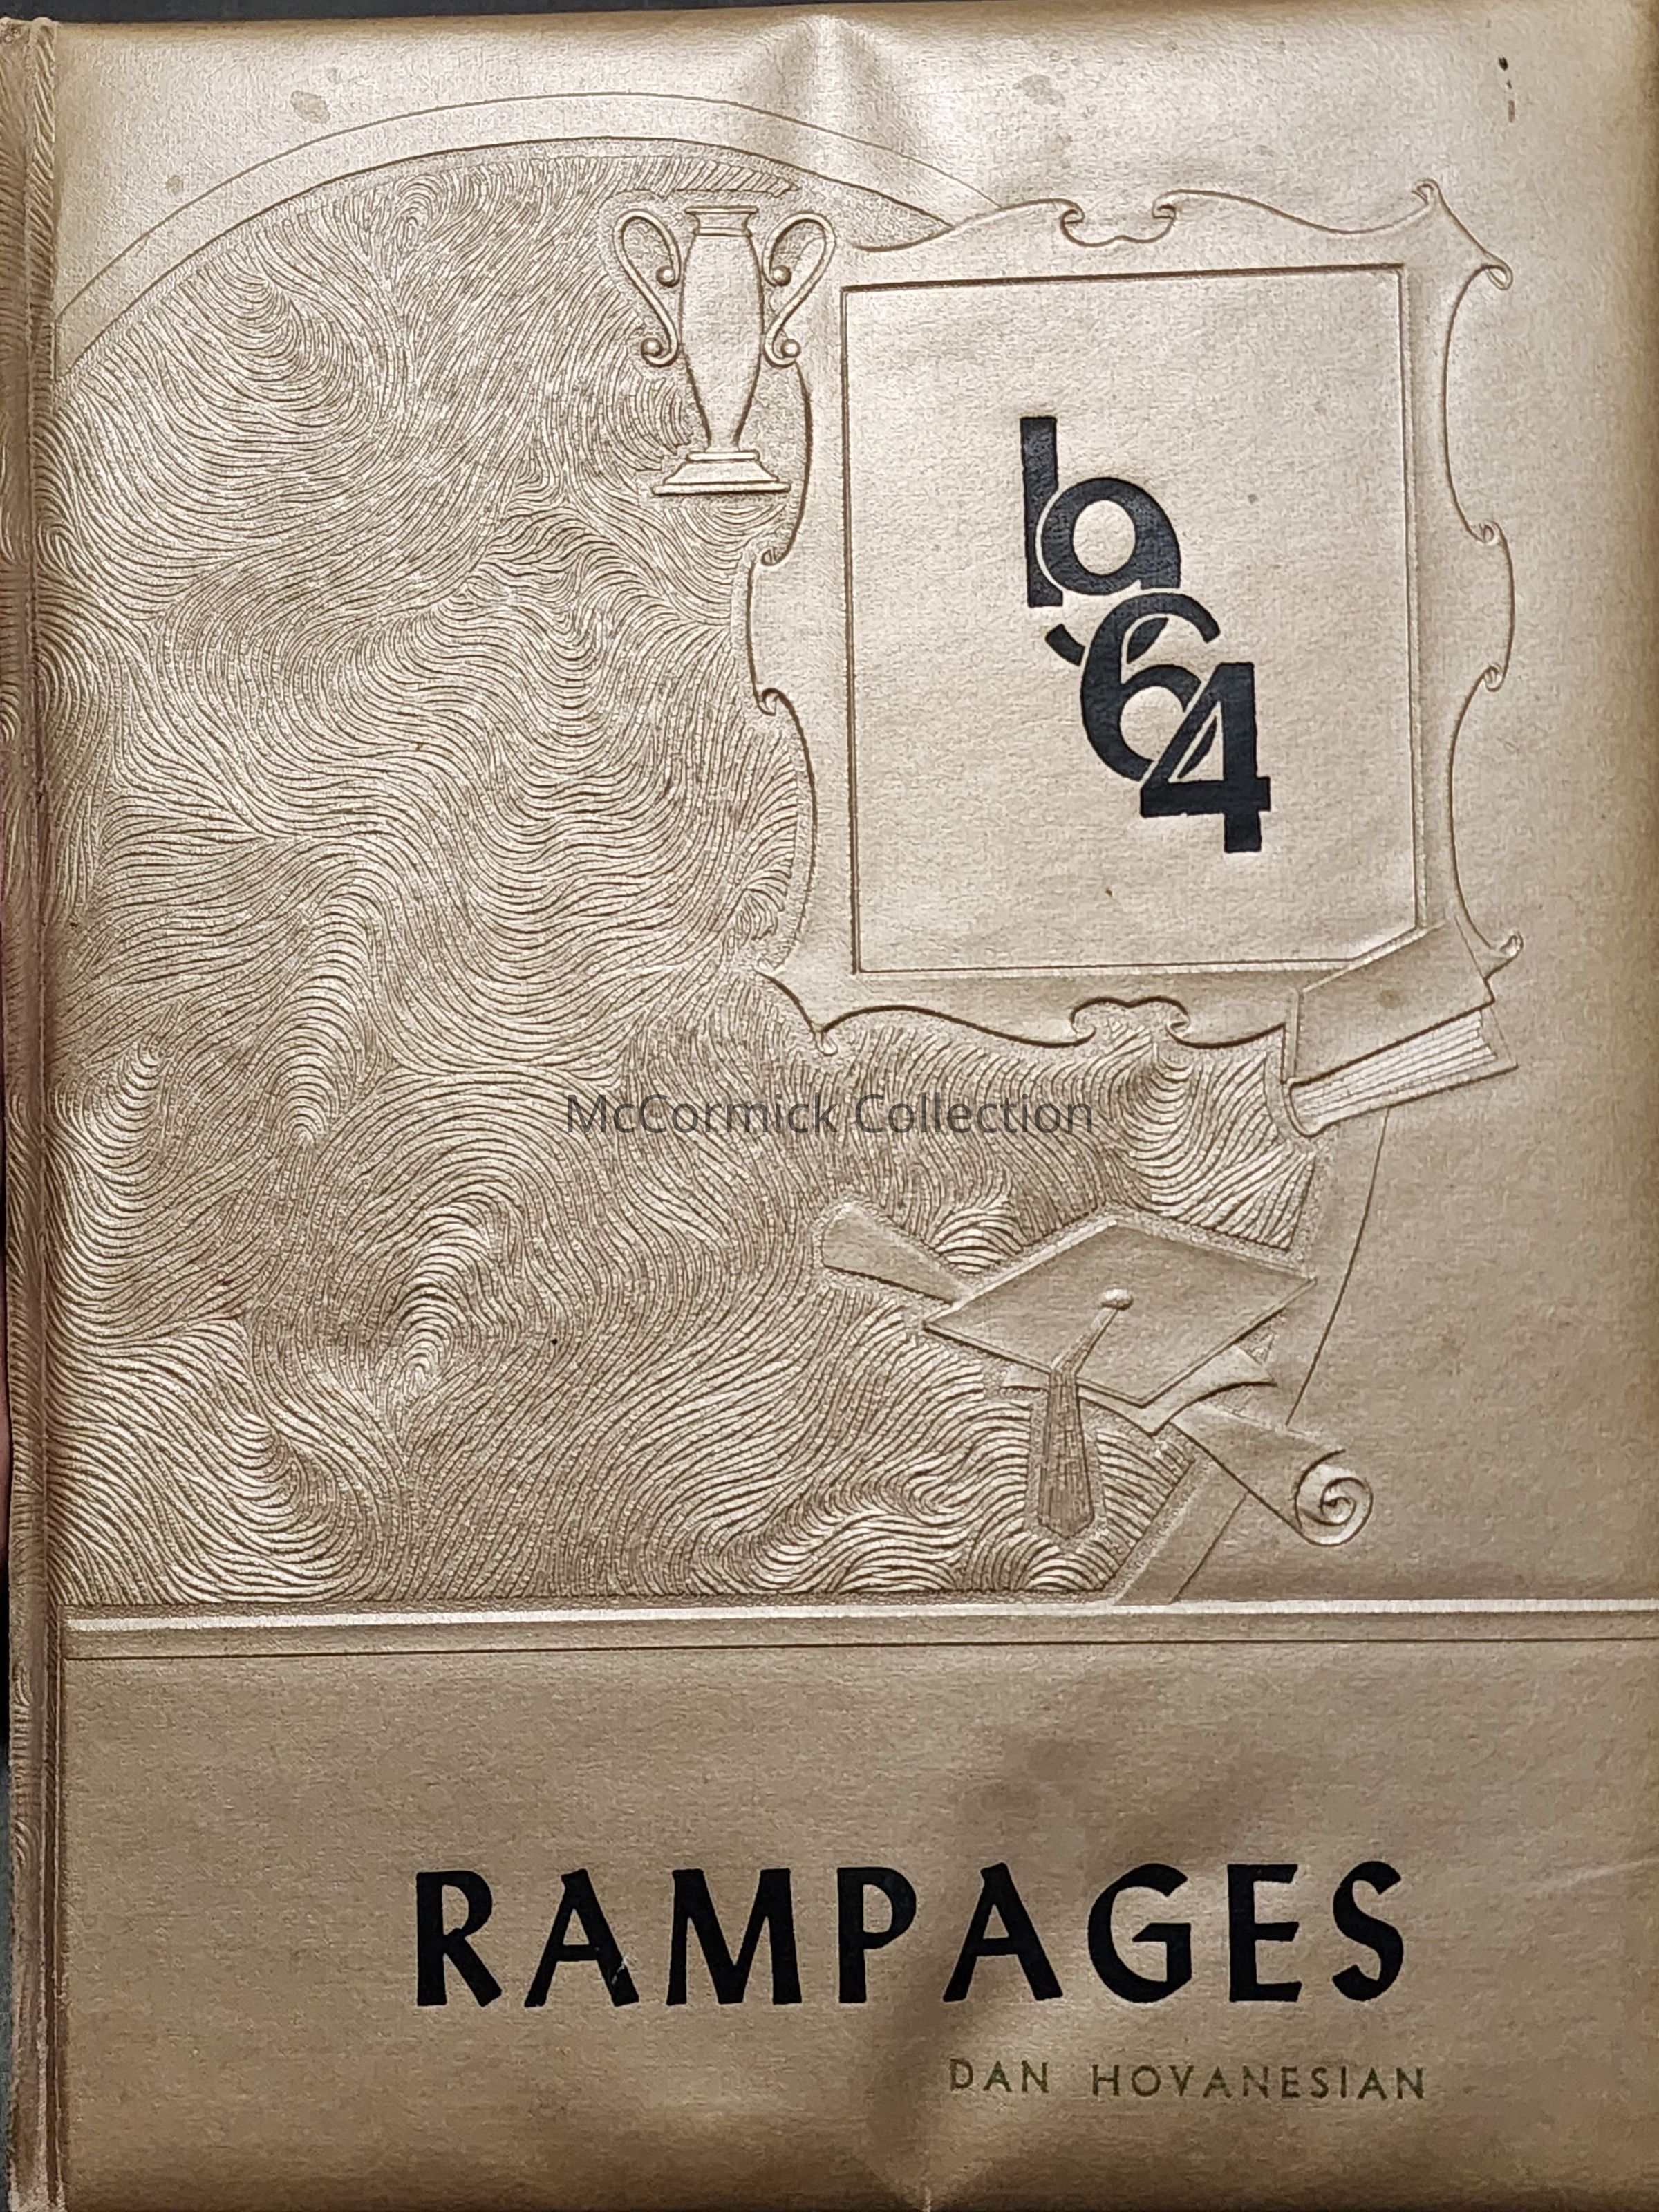 1964
McCormick Collection
RAMPAGES
DAN HOVANESIAN